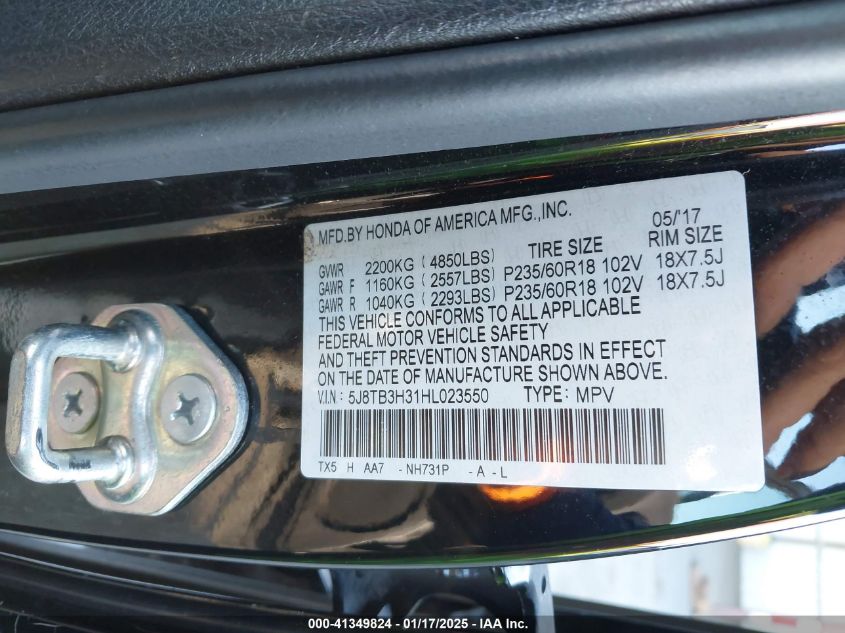 MFD.BY HONDA OF AMERICA MFG.,INC. 05/'17
GVWR 2200KG (4850LBS) TIRE SIZE RIM SIZE
GAWR F 1160KG (2557LBS) P235/60R18 102V 18X7.5J
GAWR R 1040KG (2293LBS) P235/60R18 102V 18X7.5J
THIS VEHICLE CONFORMS TO ALL APPLICABLE
FEDERAL MOTOR VEHICLE SAFETY
AND THEFT PREVENTION STANDARDS IN EFFECT
ON THE DATE OF MANUFACTURE SHOWN ABOVE.
V.I.N: 5J8TB3H31HL023550 TYPE: MPV
TX5 H AA7 -NH731P -A -L
000-41349824 - 01/17/2025 - IAA Inc.